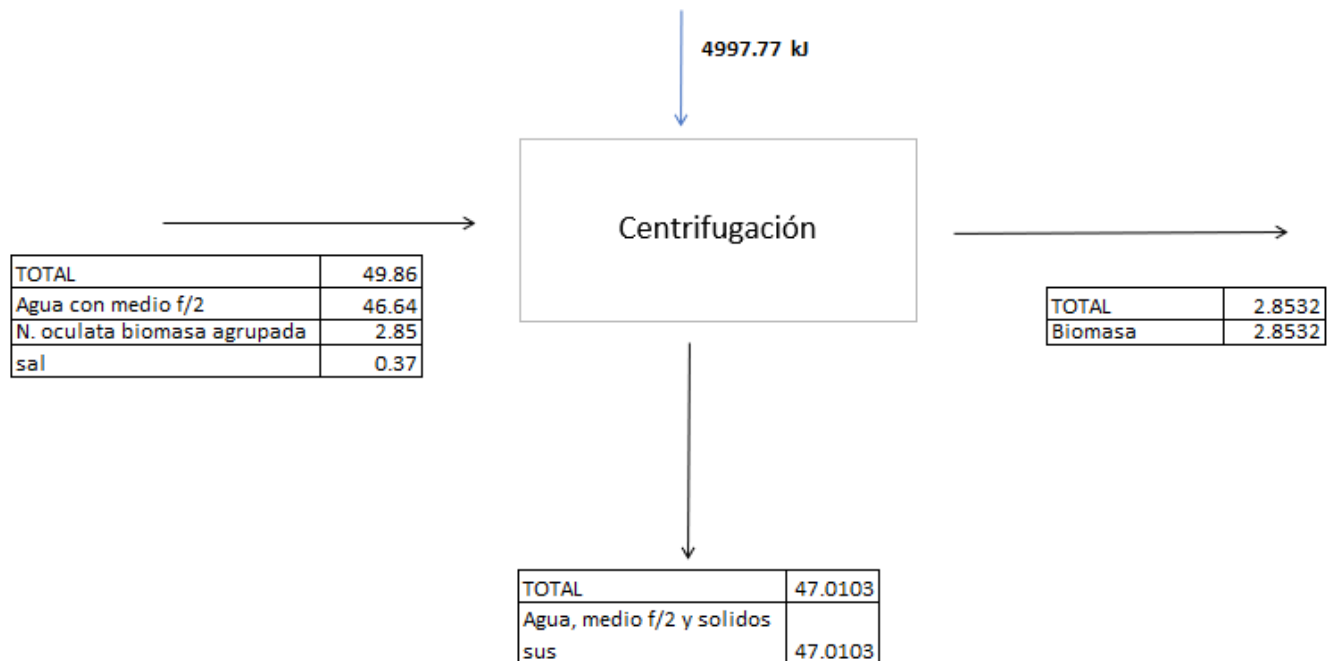 4997.77 kJ
Centrifugación
TOTAL 49.86
Agua con medio f/2 46.64
N. oculata biomasa agrupada 2.85
sal 0.37
TOTAL 2.8532
Biomasa 2.8532
TOTAL 47.0103
Agua, medio f/2 y solidos
sus 47.0103